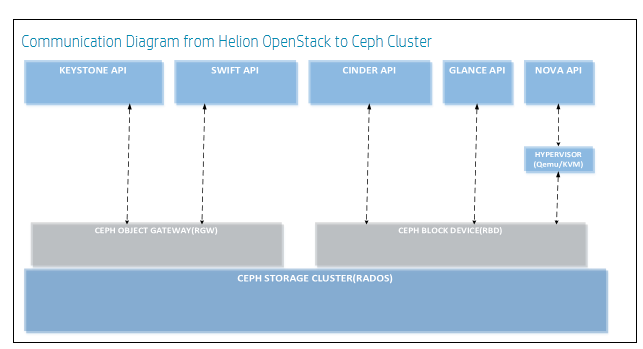 Communication Diagram from Helion OpenStack to Ceph Cluster
KEYSTONE API
SWIFT API
CINDER API
GLANCE API
NOVA API
HYPERVISOR
(Qemu/KVM)
CEPH OBJECT GATEWAY(RGW)
CEPH BLOCK DEVICE(RBD)
CEPH STORAGE CLUSTER(RADOS)